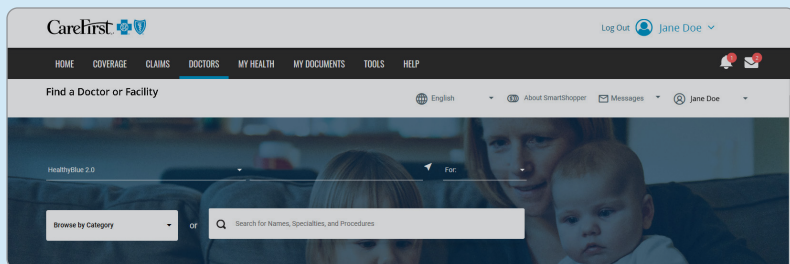 CareFirst
Log Out Jane Doe
HOME COVERAGE CLAIMS DOCTORS MY HEALTH MY DOCUMENTS TOOLS HELP
Find a Doctor or Facility
English About SmartShopper Messages Jane Doe
HealthyBlue 2.0 For:
Browse by Category or Search for Names, Specialties, and Procedures